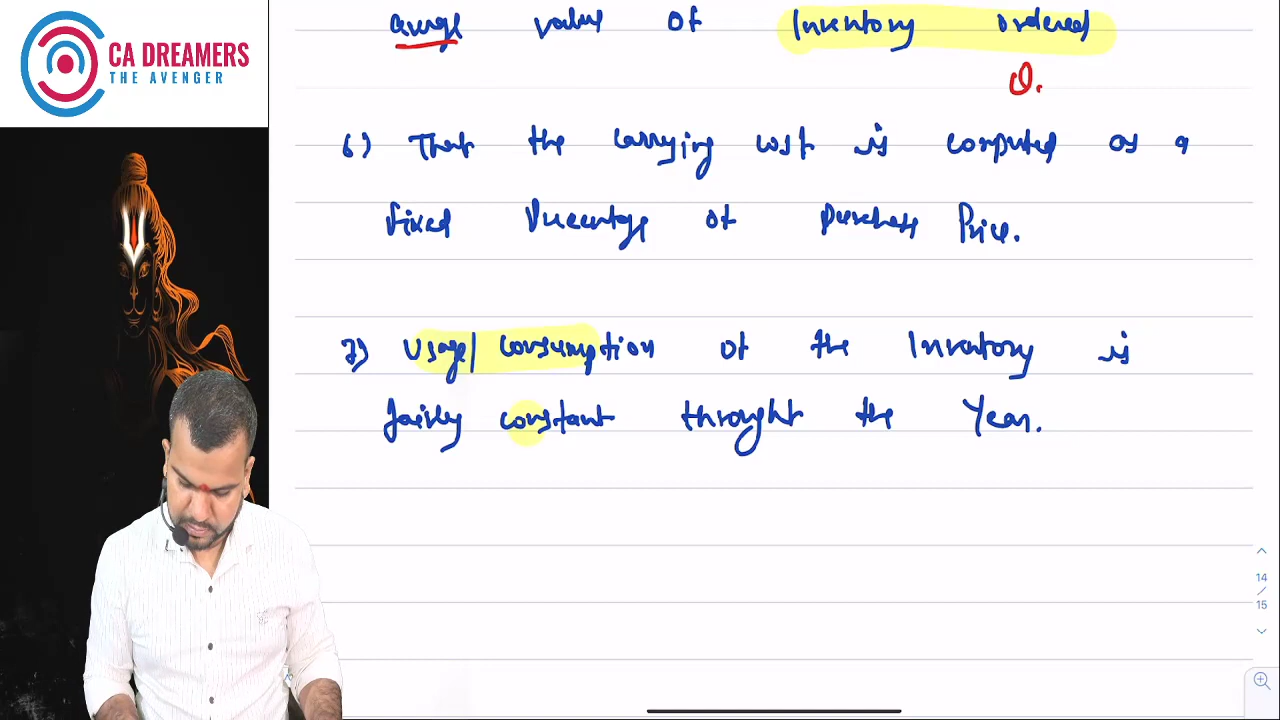 CA DREAMERS
THE AVENGER
avrge value of Inventory ordered
Q.
6) That the carrying cost is computed as a
fixed Percentage of Purchase Price.
7) Usage/consumption of the Inventory is
fairly constant throught the Year.
14
/
15